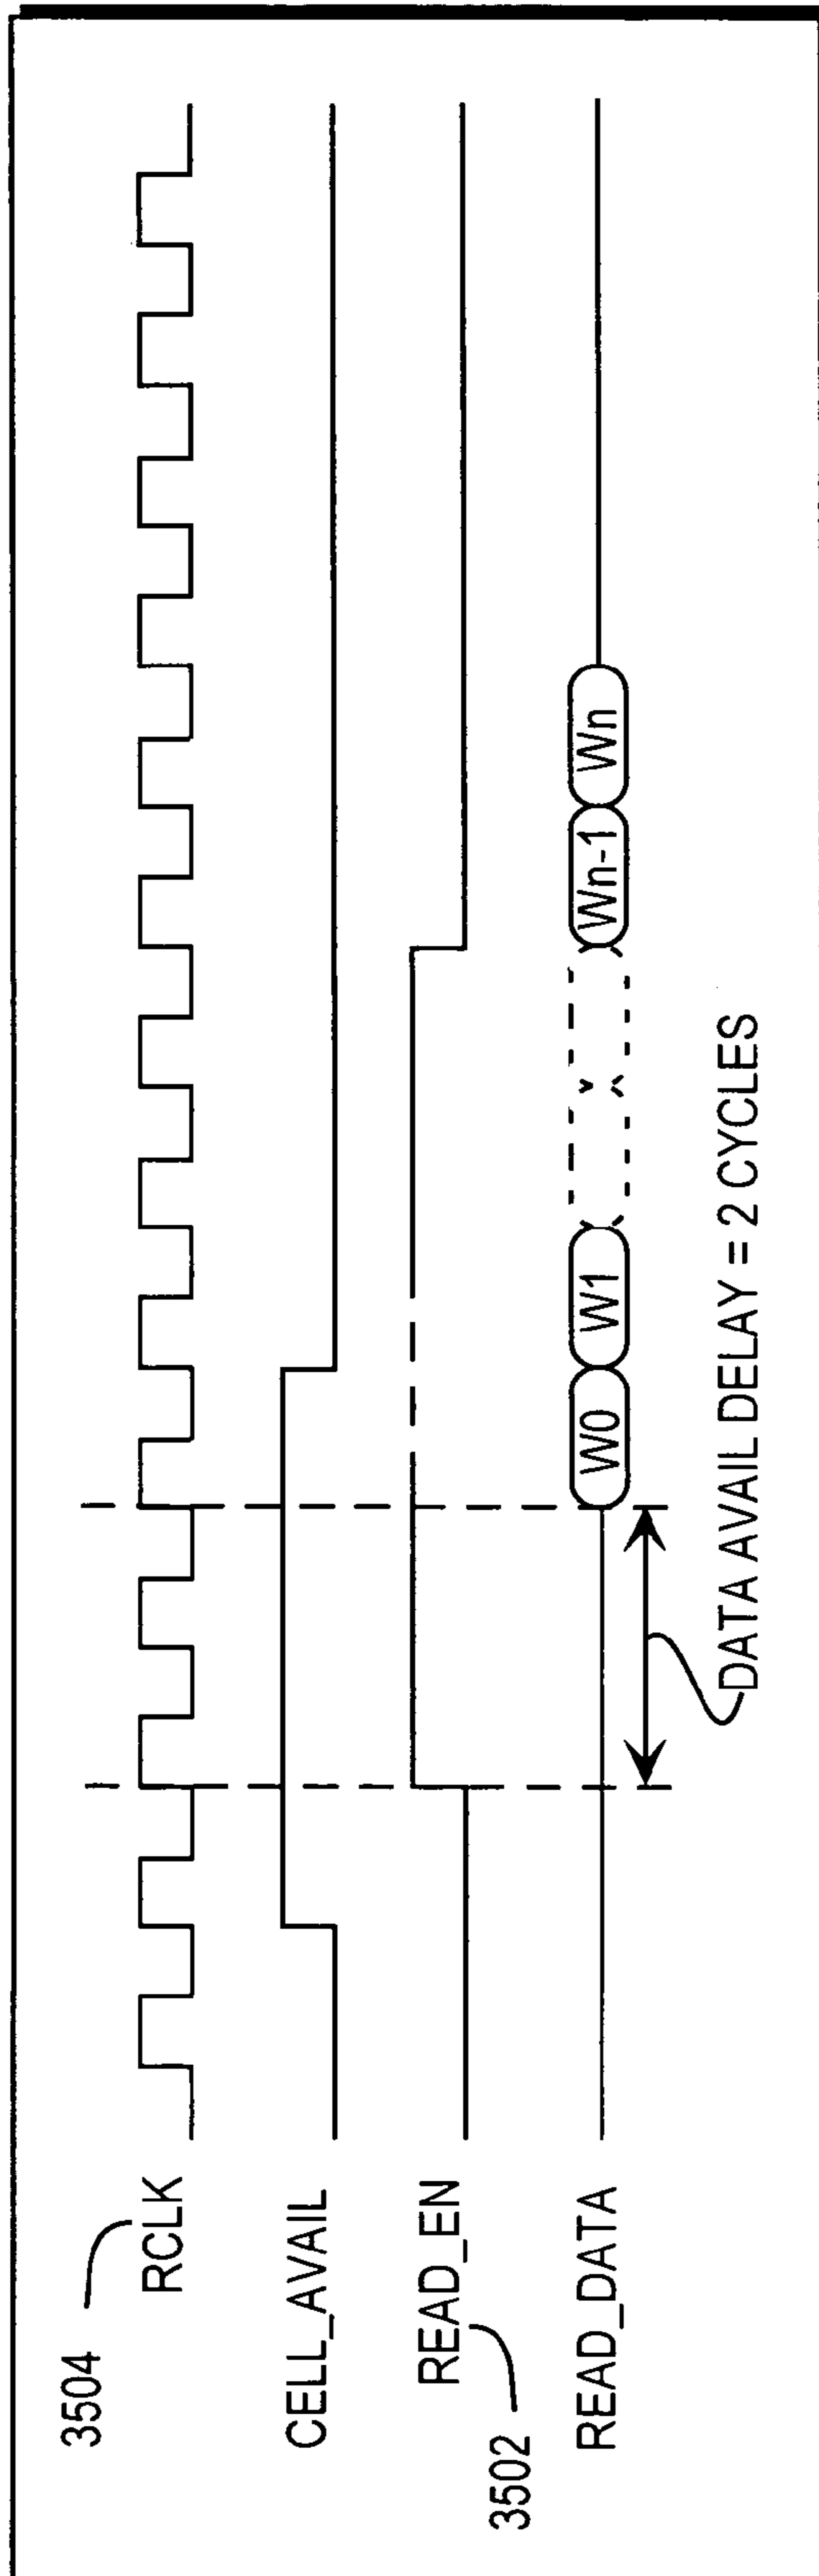 3504
RCLK
CELL_AVAIL
READ_EN
3502
READ_DATA
W0 W1 Wn-1 Wn
DATA AVAIL DELAY = 2 CYCLES